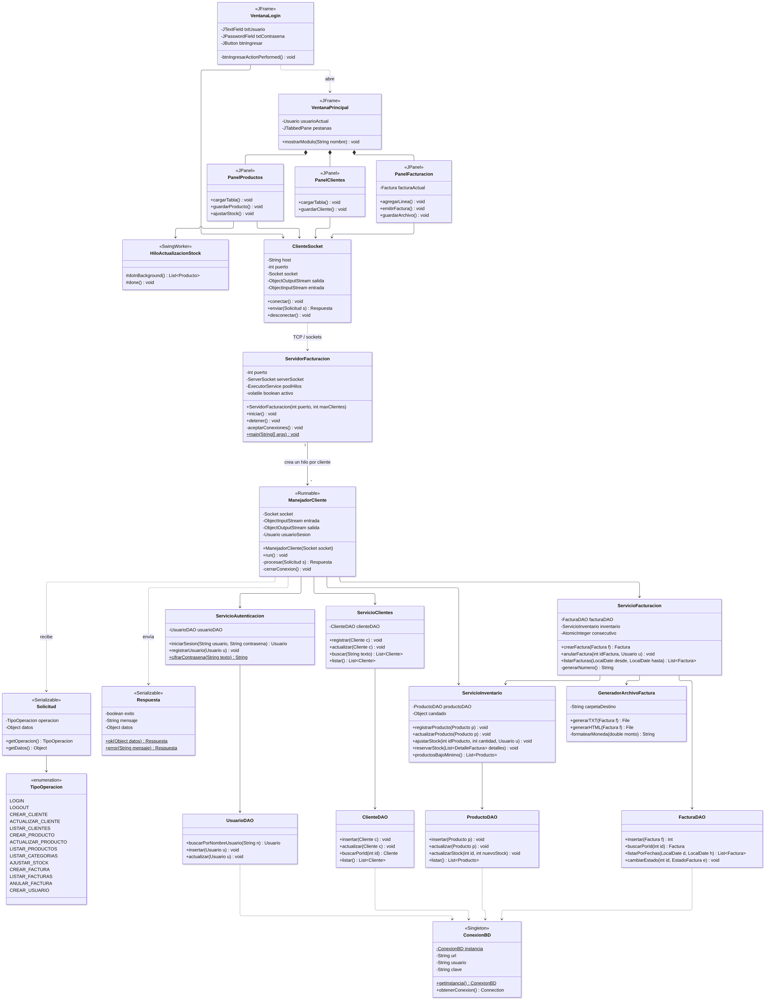 «JFrame»
VentanaLogin
-JTextField txtUsuario
-JPasswordField txtContrasena
-JButton btnIngresar
-btnIngresarActionPerformed() : void
abre
«JFrame»
VentanaPrincipal
-Usuario usuarioActual
-JTabbedPane pestanas
+mostrarModulo(String nombre) : void
«JPanel»
PanelProductos
+cargarTabla() : void
+guardarProducto() : void
+ajustarStock() : void
«JPanel»
PanelClientes
+cargarTabla() : void
+guardarCliente() : void
«JPanel»
PanelFacturacion
-Factura facturaActual
+agregarLinea() : void
+emitirFactura() : void
+guardarArchivo() : void
«SwingWorker»
HiloActualizacionStock
#doInBackground() : List<Producto>
#done() : void
ClienteSocket
-String host
-int puerto
-Socket socket
-ObjectOutputStream salida
-ObjectInputStream entrada
+conectar() : void
+enviar(Solicitud s) : Respuesta
+desconectar() : void
TCP / sockets
ServidorFacturacion
-int puerto
-ServerSocket serverSocket
-ExecutorService poolHilos
-volatile boolean activo
+ServidorFacturacion(int puerto, int maxClientes)
+iniciar() : void
+detener() : void
-aceptarConexiones() : void
+main(String[] args) : void
1
crea un hilo por cliente
*
«Runnable»
ManejadorCliente
-Socket socket
-ObjectInputStream entrada
-ObjectOutputStream salida
-Usuario usuarioSesion
+ManejadorCliente(Socket socket)
+run() : void
-procesar(Solicitud s) : Respuesta
-cerrarConexion() : void
recibe
envía
ServicioAutenticacion
-UsuarioDAO usuarioDAO
+iniciarSesion(String usuario, String contrasena) : Usuario
+registrarUsuario(Usuario u) : void
+cifrarContrasena(String texto) : String
ServicioClientes
-ClienteDAO clienteDAO
+registrar(Cliente c) : void
+actualizar(Cliente c) : void
+buscar(String texto) : List<Cliente>
+listar() : List<Cliente>
ServicioFacturacion
-FacturaDAO facturaDAO
-ServicioInventario inventario
-AtomicInteger consecutivo
+crearFactura(Factura f) : Factura
+anularFactura(int idFactura, Usuario u) : void
+listarFacturas(LocalDate desde, LocalDate hasta) : List<Factura>
-generarNumero() : String
«Serializable»
Solicitud
-TipoOperacion operacion
-Object datos
+getOperacion() : TipoOperacion
+getDatos() : Object
«Serializable»
Respuesta
-boolean exito
-String mensaje
-Object datos
+ok(Object datos) : Respuesta
+error(String mensaje) : Respuesta
ServicioInventario
-ProductoDAO productoDAO
-Object candado
+registrarProducto(Producto p) : void
+actualizarProducto(Producto p) : void
+ajustarStock(int idProducto, int cantidad, Usuario u) : void
+reservarStock(List<DetalleFactura> detalles) : void
+productosBajoMinimo() : List<Producto>
GeneradorArchivoFactura
-String carpetaDestino
+generarTXT(Factura f) : File
+generarHTML(Factura f) : File
-formatearMoneda(double monto) : String
«enumeration»
TipoOperacion
LOGIN
LOGOUT
CREAR_CLIENTE
ACTUALIZAR_CLIENTE
LISTAR_CLIENTES
CREAR_PRODUCTO
ACTUALIZAR_PRODUCTO
LISTAR_PRODUCTOS
LISTAR_CATEGORIAS
AJUSTAR_STOCK
CREAR_FACTURA
LISTAR_FACTURAS
ANULAR_FACTURA
CREAR_USUARIO
UsuarioDAO
+buscarPorNombreUsuario(String n) : Usuario
+insertar(Usuario u) : void
+actualizar(Usuario u) : void
ClienteDAO
+insertar(Cliente c) : void
+actualizar(Cliente c) : void
+buscarPorId(int id) : Cliente
+listar() : List<Cliente>
ProductoDAO
+insertar(Producto p) : void
+actualizar(Producto p) : void
+actualizarStock(int id, int nuevoStock) : void
+listar() : List<Producto>
FacturaDAO
+insertar(Factura f) : int
+buscarPorId(int id) : Factura
+listarPorFechas(LocalDate d, LocalDate h) : List<Factura>
+cambiarEstado(int id, EstadoFactura e) : void
«Singleton»
ConexionBD
-ConexionBD instancia
-String url
-String usuario
-String clave
+getInstancia() : ConexionBD
+obtenerConexion() : Connection